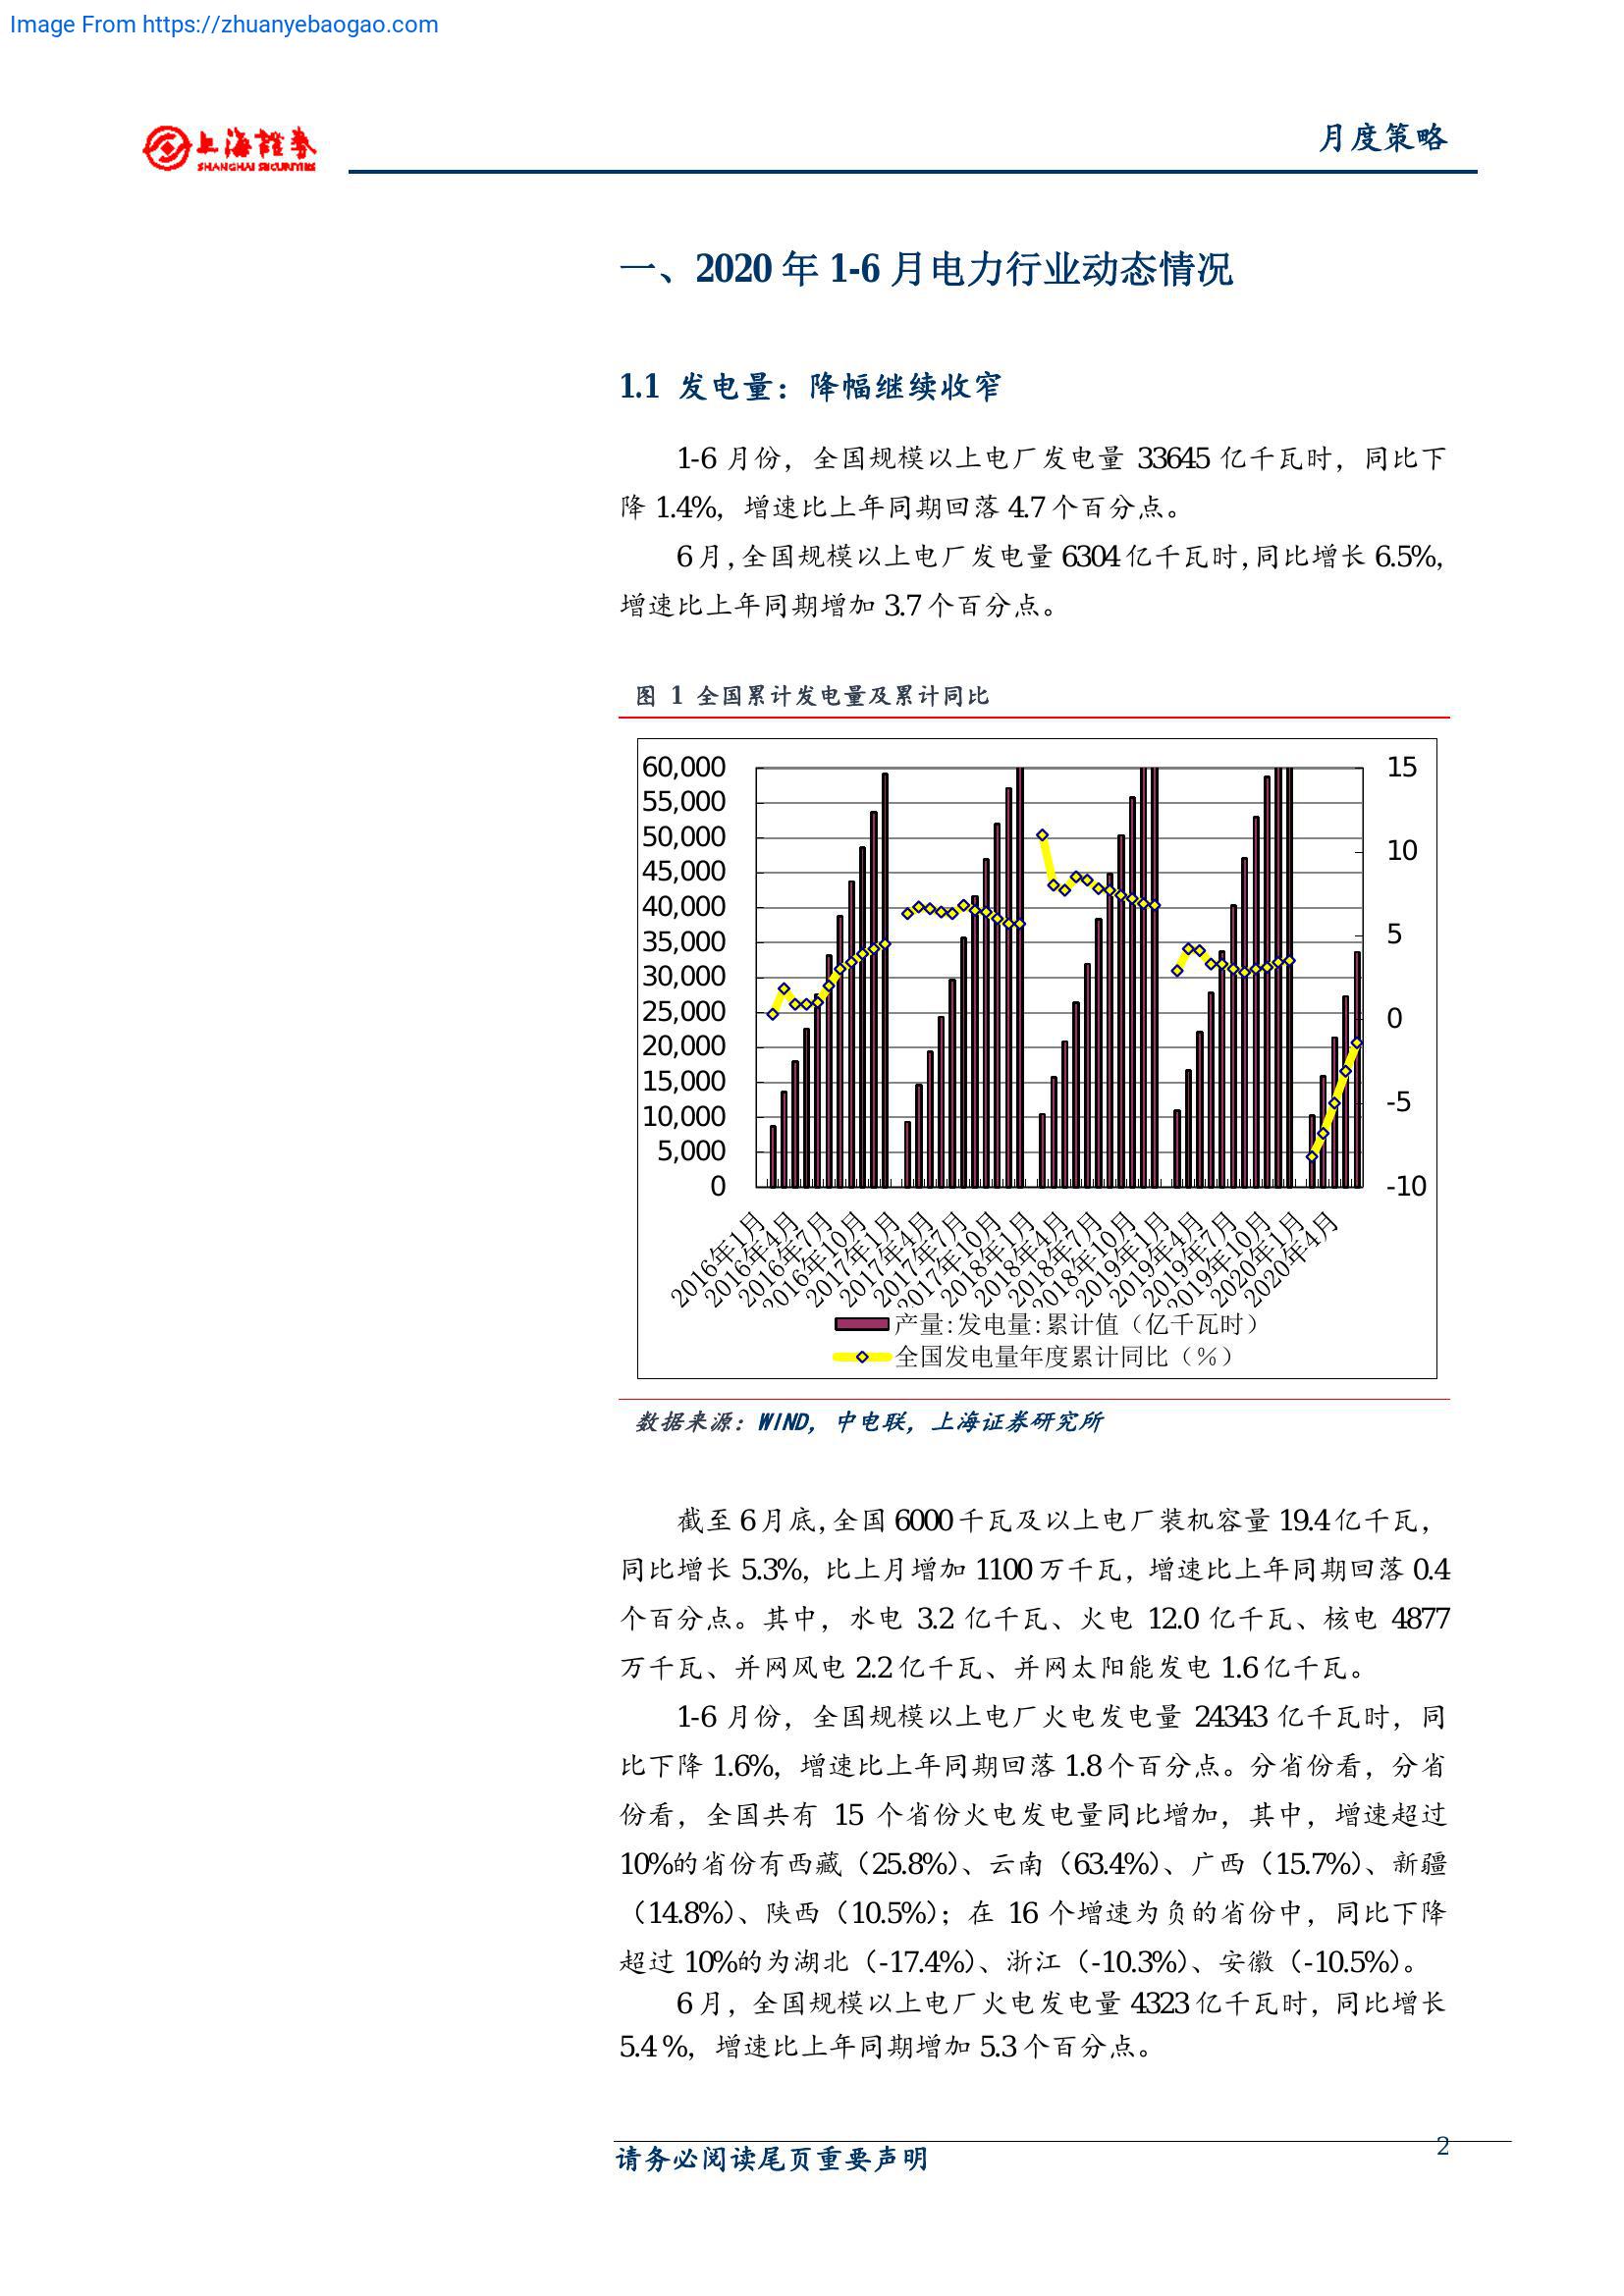 Image From https://zhuanyebaogao.com
上海證券
SHANGHAI SECURITIES
月度策略
一、2020 年 1-6 月电力行业动态情况
1.1 发电量：降幅继续收窄
1-6 月份，全国规模以上电厂发电量 33645 亿千瓦时，同比下
降 1.4%，增速比上年同期回落 4.7 个百分点。
6 月，全国规模以上电厂发电量 6304 亿千瓦时，同比增长 6.5%，
增速比上年同期增加 3.7 个百分点。
图 1 全国累计发电量及累计同比
60,000
55,000
50,000
45,000
40,000
35,000
30,000
25,000
20,000
15,000
10,000
5,000
0
15
10
5
0
-5
-10
2016年1月
2016年4月
2016年7月
2016年10月
2017年1月
2017年4月
2017年7月
2017年10月
2018年1月
2018年4月
2018年7月
2018年10月
2019年1月
2019年4月
2019年7月
2019年10月
2020年1月
2020年4月
产量:发电量:累计值（亿千瓦时）
全国发电量年度累计同比（%）
数据来源：WIND，中电联，上海证券研究所
截至 6 月底，全国 6000 千瓦及以上电厂装机容量 19.4 亿千瓦，
同比增长 5.3%，比上月增加 1100 万千瓦，增速比上年同期回落 0.4
个百分点。其中，水电 3.2 亿千瓦、火电 12.0 亿千瓦、核电 4877
万千瓦、并网风电 2.2 亿千瓦、并网太阳能发电 1.6 亿千瓦。
1-6 月份，全国规模以上电厂火电发电量 24343 亿千瓦时，同
比下降 1.6%，增速比上年同期回落 1.8 个百分点。分省份看，分省
份看，全国共有 15 个省份火电发电量同比增加，其中，增速超过
10%的省份有西藏（25.8%）、云南（63.4%）、广西（15.7%）、新疆
（14.8%）、陕西（10.5%）；在 16 个增速为负的省份中，同比下降
超过 10%的为湖北（-17.4%）、浙江（-10.3%）、安徽（-10.5%）。
6 月，全国规模以上电厂火电发电量 4323 亿千瓦时，同比增长
5.4 %，增速比上年同期增加 5.3 个百分点。
请务必阅读尾页重要声明
2